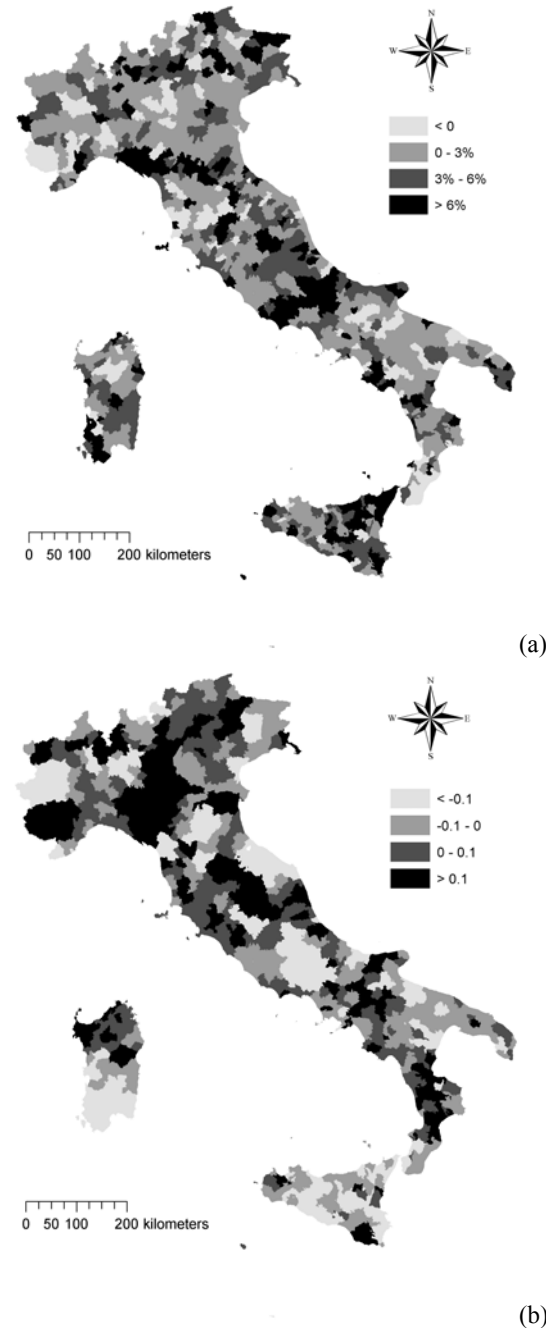 N
W E
S
< 0
0 - 3%
3% - 6%
> 6%
0 50 100 200 kilometers
(a)
N
W E
S
< -0.1
-0.1 - 0
0 - 0.1
> 0.1
0 50 100 200 kilometers
(b)